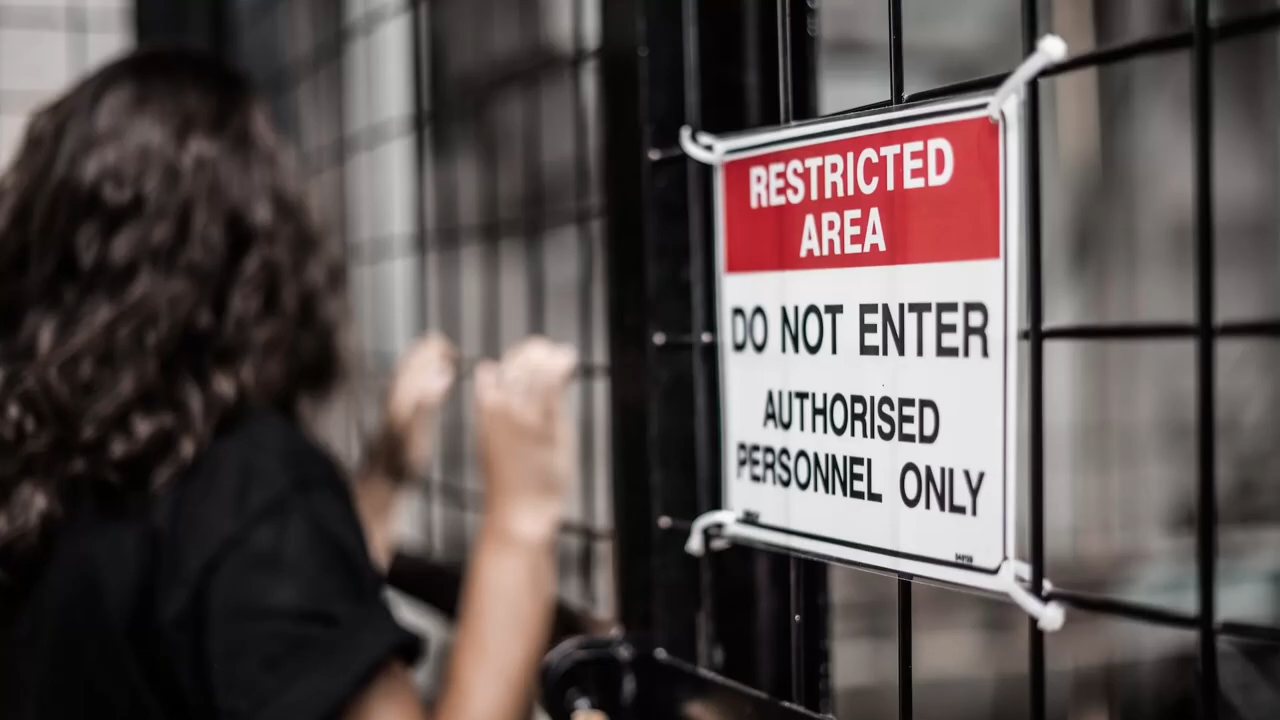 RESTRICTED
AREA
DO NOT ENTER
AUTHORISED
PERSONNEL ONLY